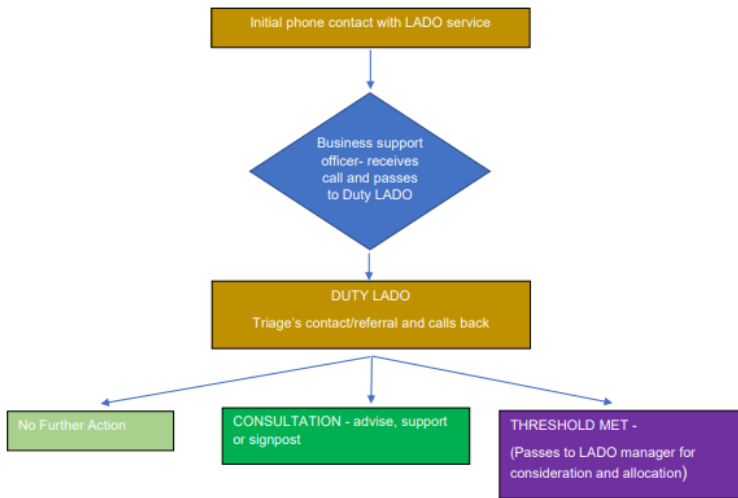 Initial phone contact with LADO service
Business support
officer- receives
call and passes
to Duty LADO
DUTY LADO
Triage's contact/referral and calls back
No Further Action
CONSULTATION - advise, support
or signpost
THRESHOLD MET -
(Passes to LADO manager for
consideration and allocation)